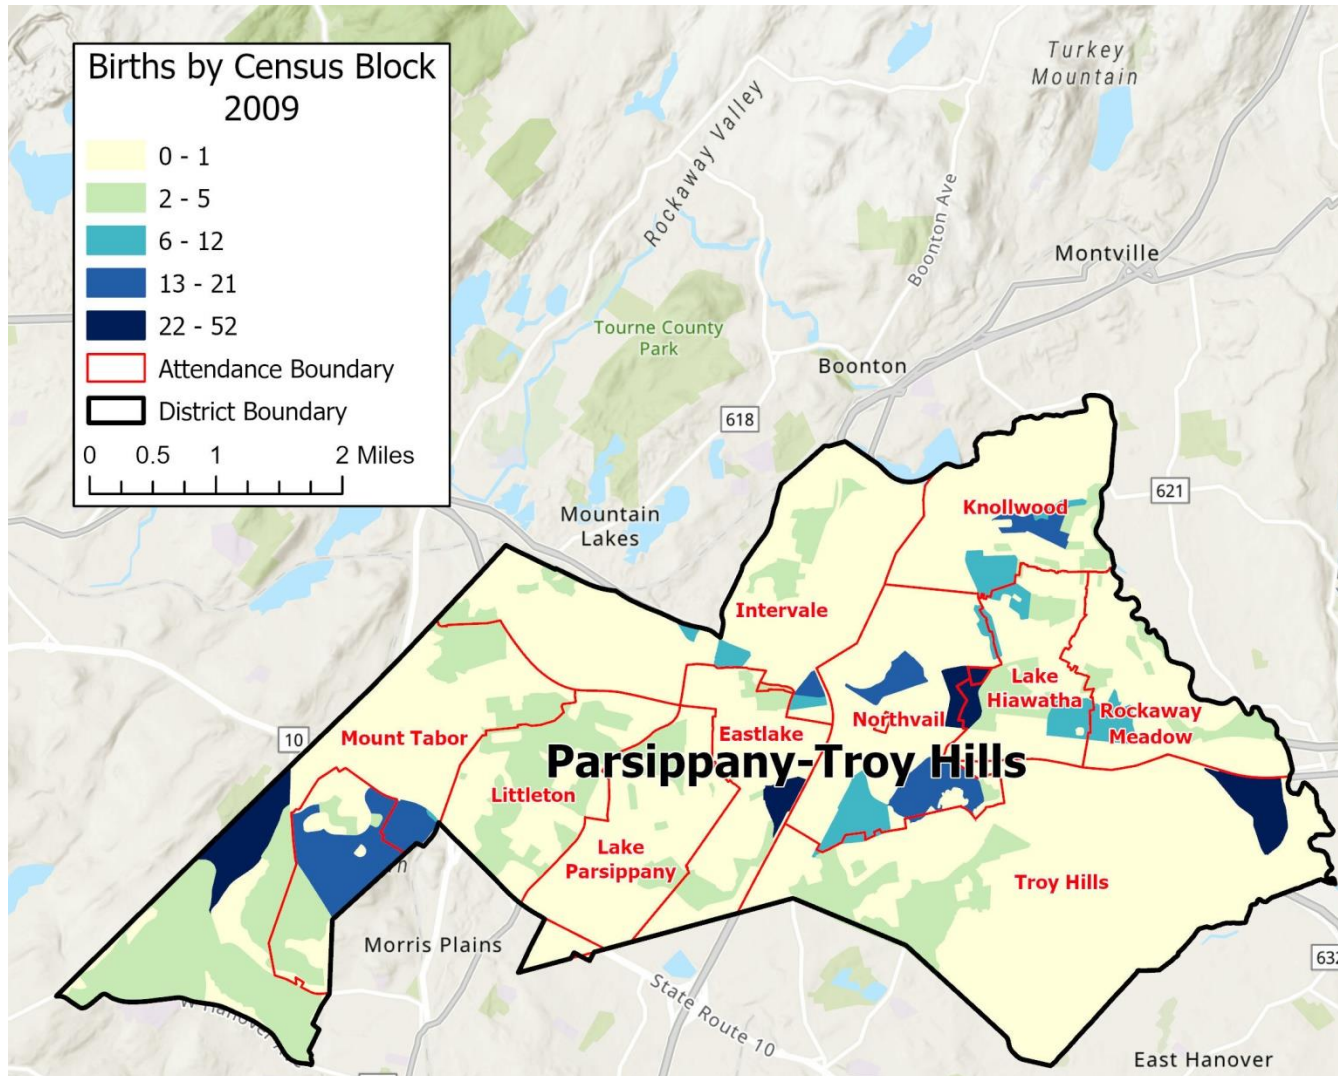 Births by Census Block
2009
0 - 1
2 - 5
6 - 12
13 - 21
22 - 52
Attendance Boundary
District Boundary
0 0.5 1 2 Miles
Turkey
Mountain
Rockaway Valley
Boonton Ave
Montville
Tourne County
Park
Boonton
618
621
Mountain
Lakes
Knollwood
Intervale
Lake
Hiawatha
Rockaway
Meadow
Northvail
Eastlake
Mount Tabor
10
Parsippany-Troy Hills
Littleton
Lake
Parsippany
Troy Hills
Morris Plains
State Route 10
632
East Hanover